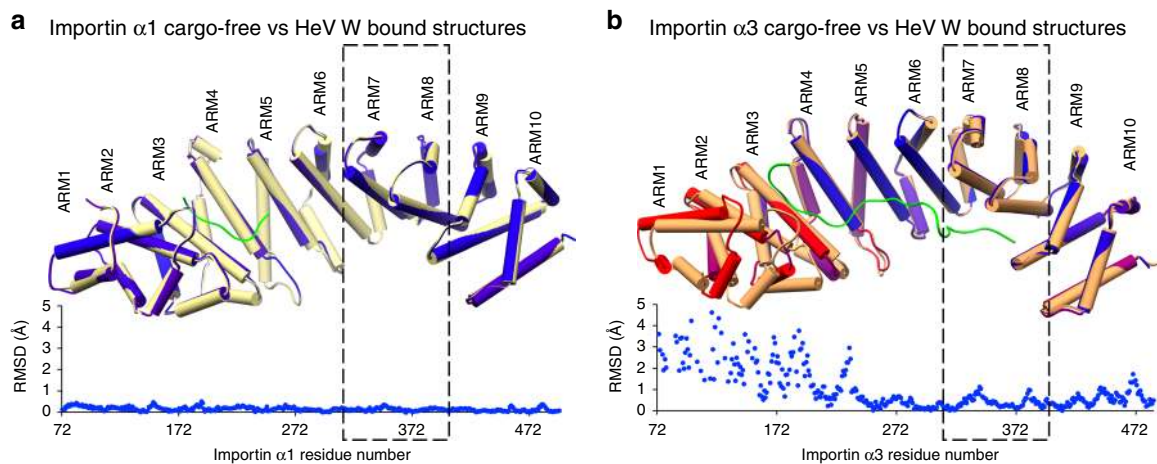 a Importin α1 cargo-free vs HeV W bound structures
ARM1
ARM2
ARM3
ARM4
ARM5
ARM6
ARM7
ARM8
ARM9
ARM10
RMSD (Å)
5
4
3
2
1
0
72 172 272 372 472
Importin α1 residue number
b Importin α3 cargo-free vs HeV W bound structures
ARM1
ARM2
ARM3
ARM4
ARM5
ARM6
ARM7
ARM8
ARM9
ARM10
RMSD (Å)
5
4
3
2
1
0
72 172 272 372 472
Importin α3 residue number